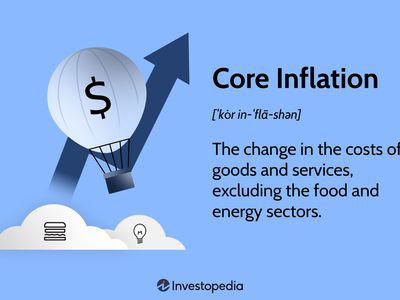 $
Core Inflation
['kȯr in-ˈflā-shən]
The change in the costs of
goods and services,
excluding the food and
energy sectors.
Investopedia